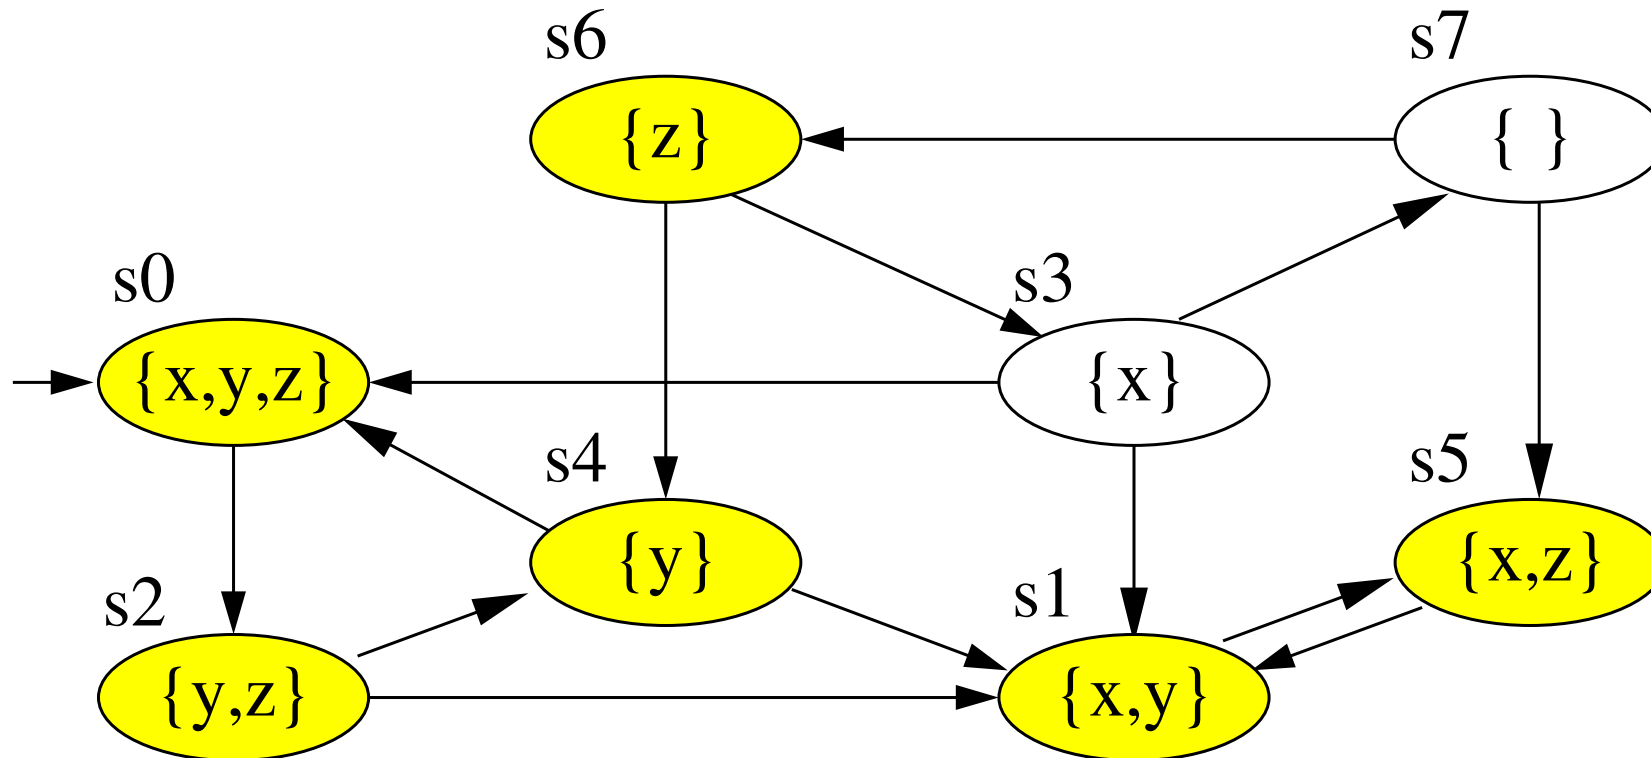 s6
s7
{z}
{ }
s0
s3
{x,y,z}
{x}
s4
s5
{y}
{x,z}
s2
s1
{y,z}
{x,y}